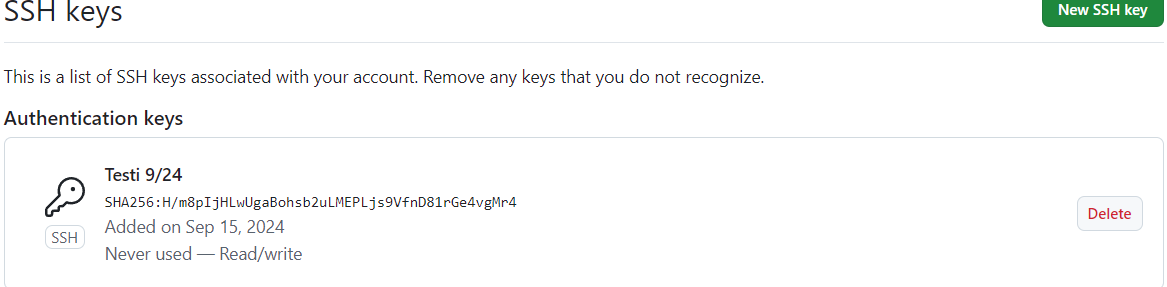 SSH keys
New SSH key
This is a list of SSH keys associated with your account. Remove any keys that you do not recognize.
Authentication keys
Testi 9/24
SHA256:H/m8pIjHLwUgaBohsb2uLMEPLjs9VfnD81rGe4vgMr4
Added on Sep 15, 2024
Never used — Read/write
SSH
Delete